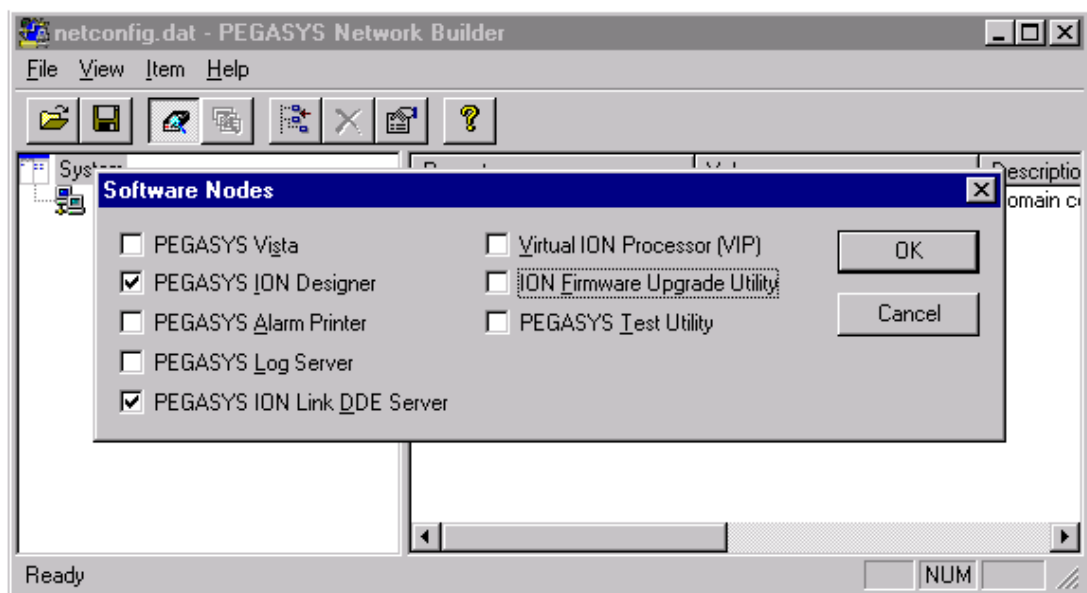 netconfig.dat - PEGASYS Network Builder
File View Item Help
Software Nodes
Descriptio
omain c
PEGASYS Vista
Virtual ION Processor (VIP)
OK
PEGASYS ION Designer
ION Firmware Upgrade Utility
PEGASYS Alarm Printer
PEGASYS Test Utility
Cancel
PEGASYS Log Server
PEGASYS ION Link DDE Server
Ready
NUM